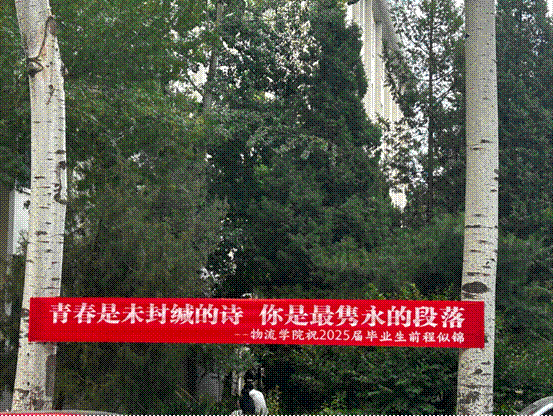 青春是未封缄的诗 你是最隽永的段落
——物流学院祝2025届毕业生前程似锦